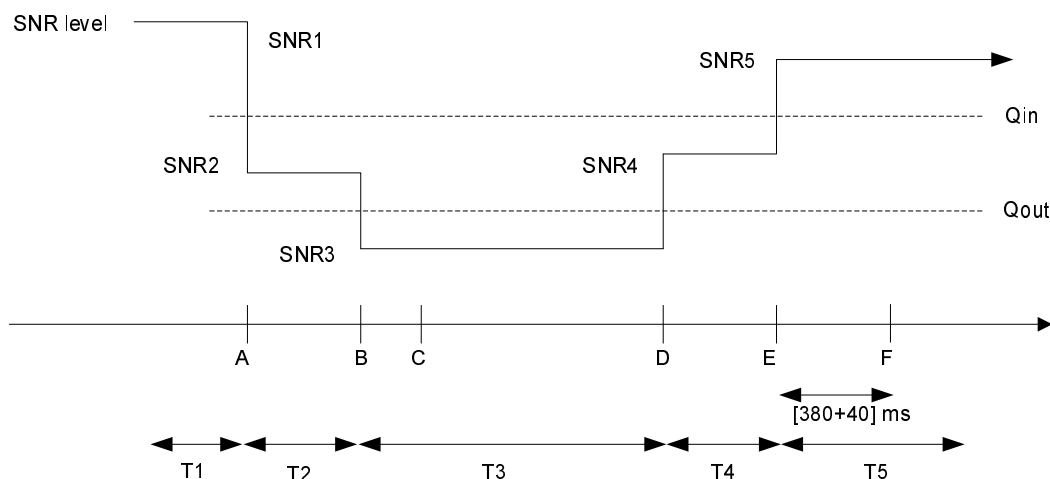 SNR level
SNR1
SNR5
Qin
SNR2
SNR4
Qout
SNR3
A B C D E F
[380+40] ms
T1 T2 T3 T4 T5